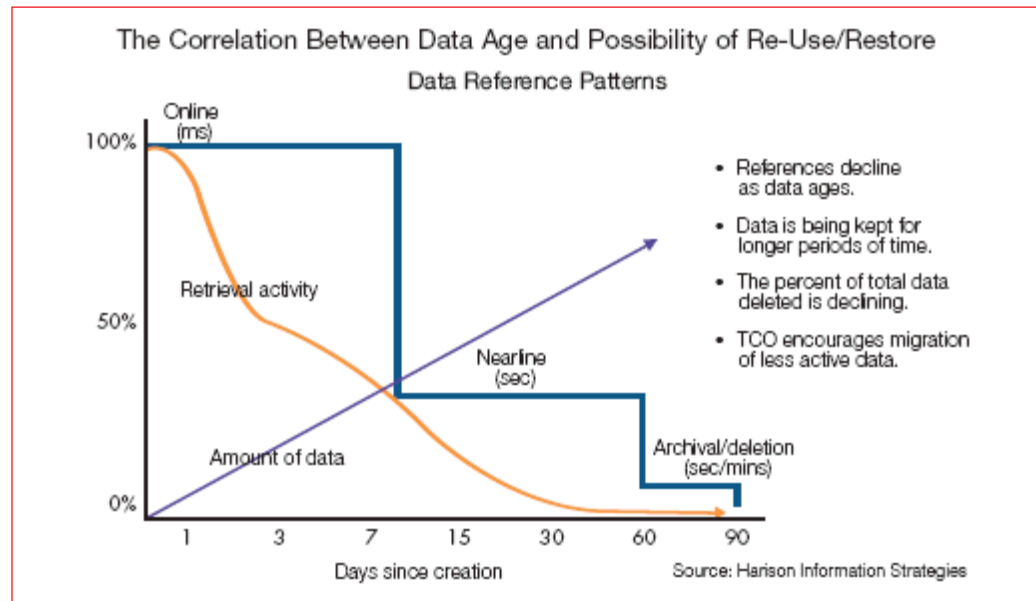 The Correlation Between Data Age and Possibility of Re-Use/Restore
Data Reference Patterns
Online
(ms)
100%
50%
0%
Retrieval activity
Amount of data
Nearline
(sec)
Archival/deletion
(sec/mins)
• References decline
as data ages.
• Data is being kept for
longer periods of time.
• The percent of total data
deleted is declining.
• TCO encourages migration
of less active data.
1 3 7 15 30 60 90
Days since creation
Source: Harison Information Strategies